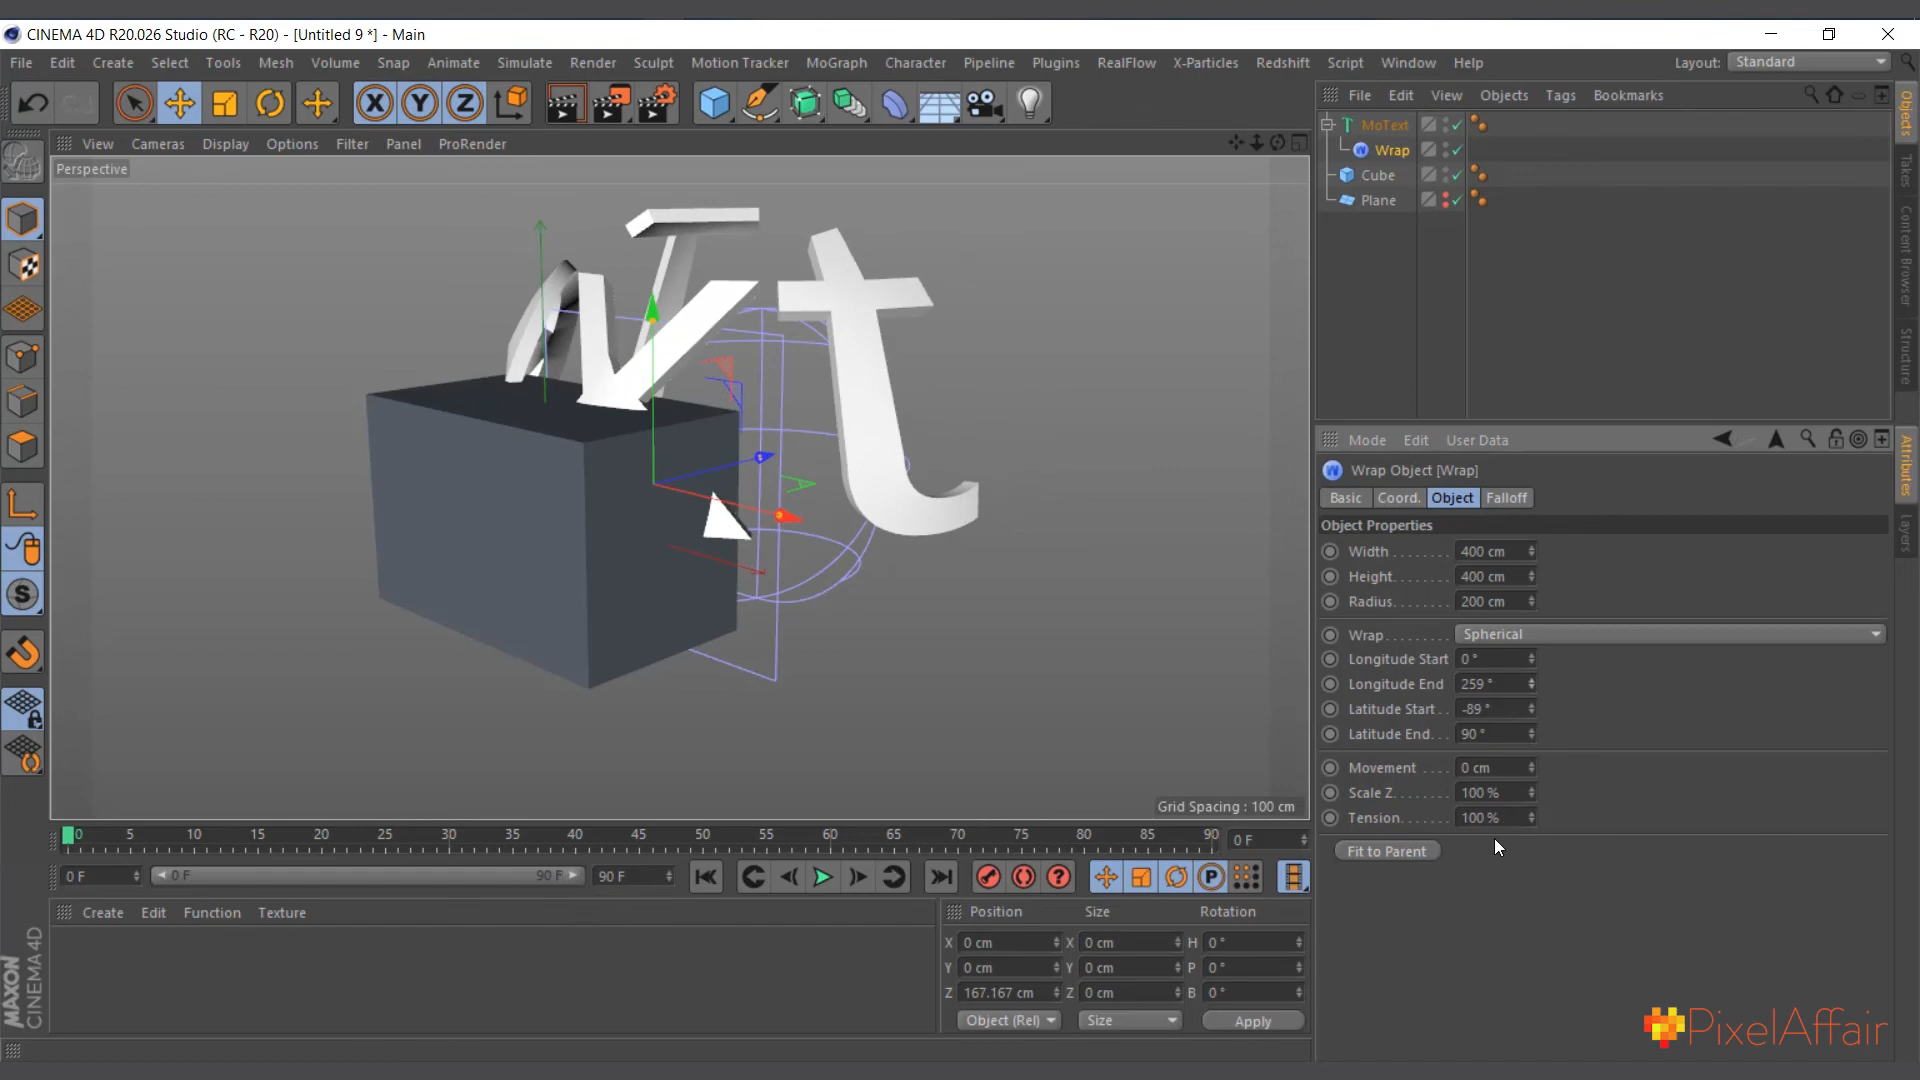 CINEMA 4D R20.026 Studio (RC - R20) - [Untitled 9 *] - Main
File Edit Create Select Tools Mesh Volume Snap Animate Simulate Render Sculpt Motion Tracker MoGraph Character Pipeline Plugins RealFlow X-Particles Redshift Script Window Help Layout: Standard
X Y Z
File Edit View Objects Tags Bookmarks
View Cameras Display Options Filter Panel ProRender
Perspective
MoText
Wrap
Cube
Plane
Objects
Takes
Content Browser
Structure
t
Grid Spacing : 100 cm
Mode Edit User Data
Wrap Object [Wrap]
Basic Coord. Object Falloff
Object Properties
Width 400 cm
Height 400 cm
Radius 200 cm
Wrap Spherical
Longitude Start 0 °
Longitude End 259 °
Latitude Start -89 °
Latitude End 90 °
Movement 0 cm
Scale Z 100 %
Tension 100 %
Fit to Parent
Attributes
Layers
0 5 10 15 20 25 30 35 40 45 50 55 60 65 70 75 80 85 90 0 F
0 F 0 F 90 F 90 F
Create Edit Function Texture
Position Size Rotation
X 0 cm X 0 cm H 0 °
Y 0 cm Y 0 cm P 0 °
Z 167.167 cm Z 0 cm B 0 °
Object (Rel) Size Apply
MAXON
CINEMA 4D
PixelAffair